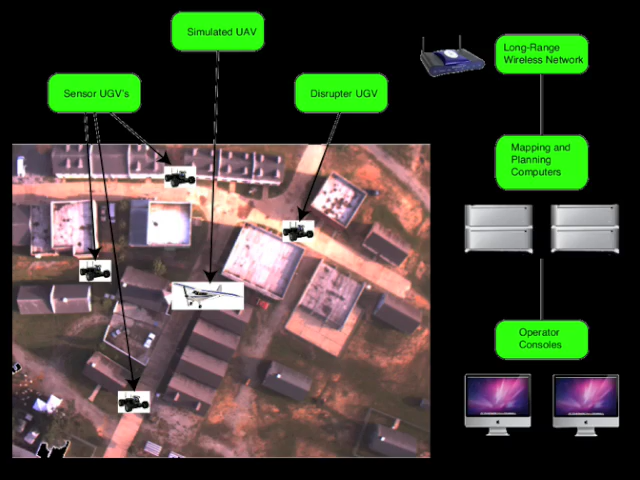 Simulated UAV
Sensor UGV's
Disrupter UGV
Long-Range
Wireless Network
Mapping and
Planning
Computers
Operator
Consoles